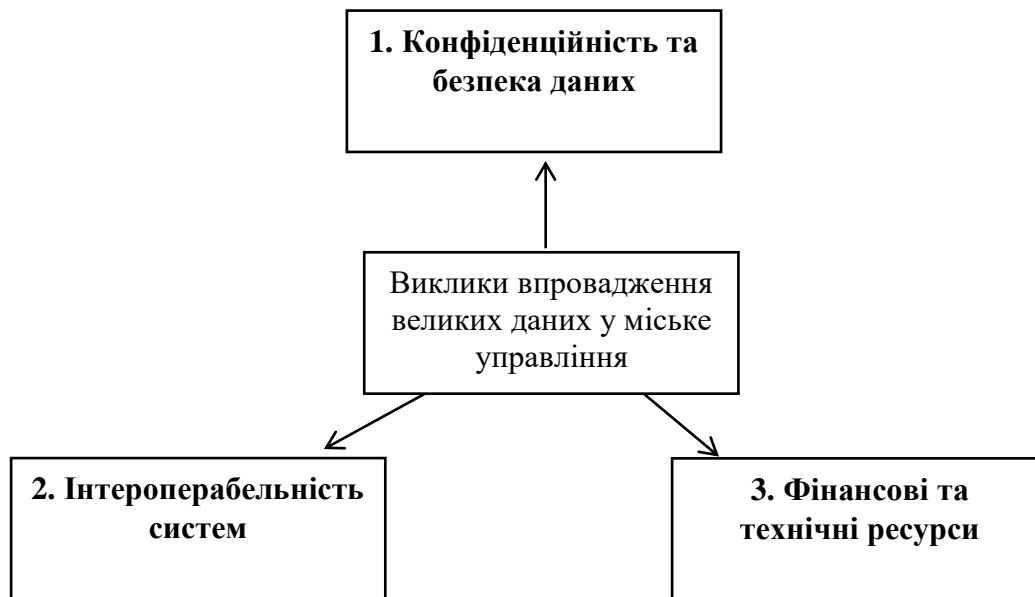 1. Конфіденційність та
безпека даних
Виклики впровадження
великих даних у міське
управління
2. Інтероперабельність
систем
3. Фінансові та
технічні ресурси